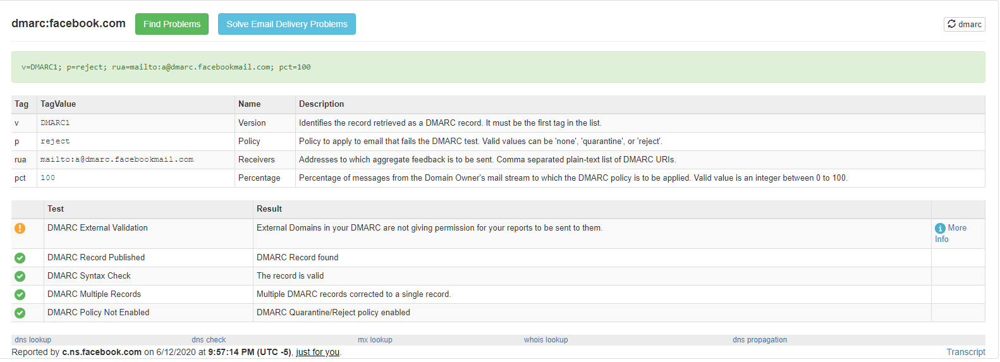 dmarc:facebook.com Find Problems Solve Email Delivery Problems dmarc
v=DMARC1; p=reject; rua=mailto:a@dmarc.facebookmail.com; pct=100
Tag TagValue Name Description
v DMARC1 Version Identifies the record retrieved as a DMARC record. It must be the first tag in the list.
p reject Policy Policy to apply to email that fails the DMARC test. Valid values can be 'none', 'quarantine', or 'reject'.
rua mailto:a@dmarc.facebookmail.com Receivers Addresses to which aggregate feedback is to be sent. Comma separated plain-text list of DMARC URIs.
pct 100 Percentage Percentage of messages from the Domain Owner's mail stream to which the DMARC policy is to be applied. Valid value is an integer between 0 to 100.
Test Result
DMARC External Validation External Domains in your DMARC are not giving permission for your reports to be sent to them. More
Info
DMARC Record Published DMARC Record found
DMARC Syntax Check The record is valid
DMARC Multiple Records Multiple DMARC records corrected to a single record.
DMARC Policy Not Enabled DMARC Quarantine/Reject policy enabled
dns lookup dns check mx lookup whois lookup dns propagation
Reported by c.ns.facebook.com on 6/12/2020 at 9:57:14 PM (UTC -5), just for you. Transcript